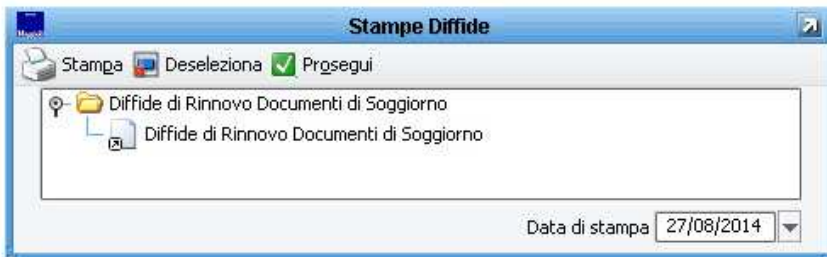 Stampe Diffide
Stampa Deseleziona Prosegui
Diffide di Rinnovo Documenti di Soggiorno
Diffide di Rinnovo Documenti di Soggiorno
Data di stampa 27/08/2014